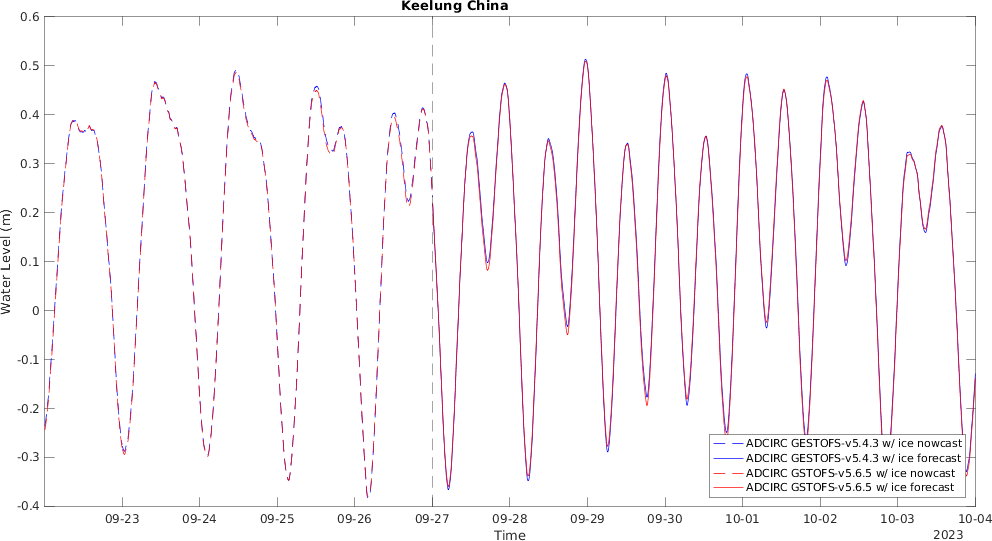 Keelung China
0.6
0.5
0.4
0.3
0.2
0.1
0
-0.1
-0.2
-0.3
-0.4
Water Level (m)
ADCIRC GESTOFS-v5.4.3 w/ ice nowcast
ADCIRC GESTOFS-v5.4.3 w/ ice forecast
ADCIRC GSTOFS-v5.6.5 w/ ice nowcast
ADCIRC GSTOFS-v5.6.5 w/ ice forecast
09-23 09-24 09-25 09-26 09-27 09-28 09-29 09-30 10-01 10-02 10-03 10-04
Time
2023